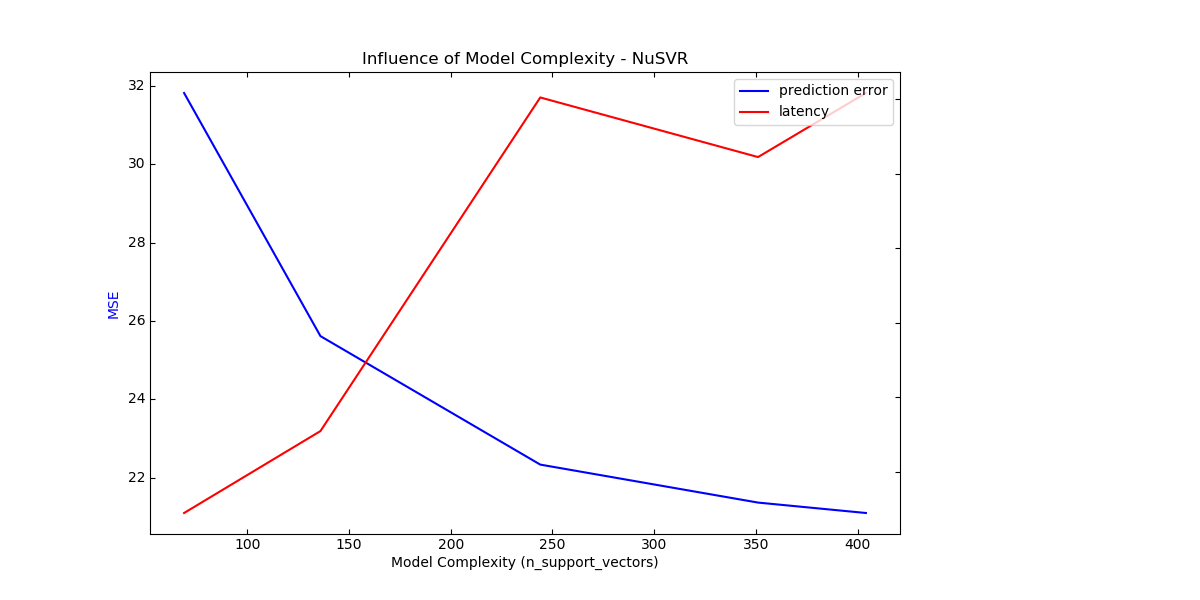 Influence of Model Complexity - NuSVR
prediction error
latency
32
30
28
26
24
22
MSE
100 150 200 250 300 350 400
Model Complexity (n_support_vectors)